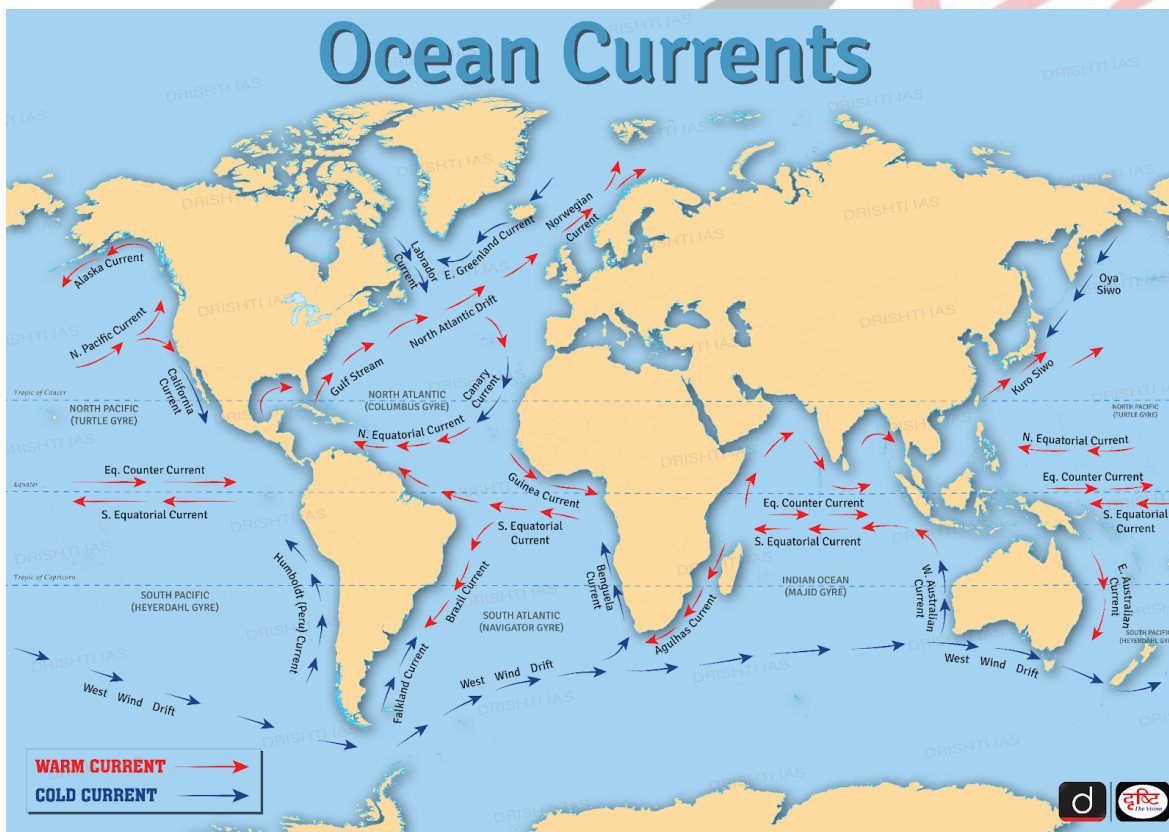 Ocean Currents
DRISHTI IAS
Norwegian
Current
Labrador
Current
E. Greenland Current
Alaska Current
Oya
Siwo
N. Pacific Current
North Atlantic Drift
Gulf Stream
Kuro Siwo
California
Current
Canary
Current
Tropic of Cancer
NORTH PACIFIC
(TURTLE GYRE)
NORTH ATLANTIC
(COLUMBUS GYRE)
NORTH PACIFIC
(TURTLE GYRE)
N. Equatorial Current
N. Equatorial Current
Eq. Counter Current
Guinea Current
Eq. Counter Current
Eq. Counter Current
Equator
S. Equatorial Current
S. Equatorial
Current
S. Equatorial Current
S. Equatorial
Current
Tropic of Capricorn
SOUTH PACIFIC
(HEYERDAHL GYRE)
Humboldt (Peru) Current
Brazil Current
SOUTH ATLANTIC
(NAVIGATOR GYRE)
Benguela
Current
Agulhas Current
INDIAN OCEAN
(MAJID GYRE)
W. Australian
Current
E. Australian
Current
SOUTH PACIFIC
(HEYERDAHL GYRE)
West Wind Drift
Falkland Current
West Wind Drift
West Wind Drift
WARM CURRENT
COLD CURRENT
d
दृष्टि
The Vision